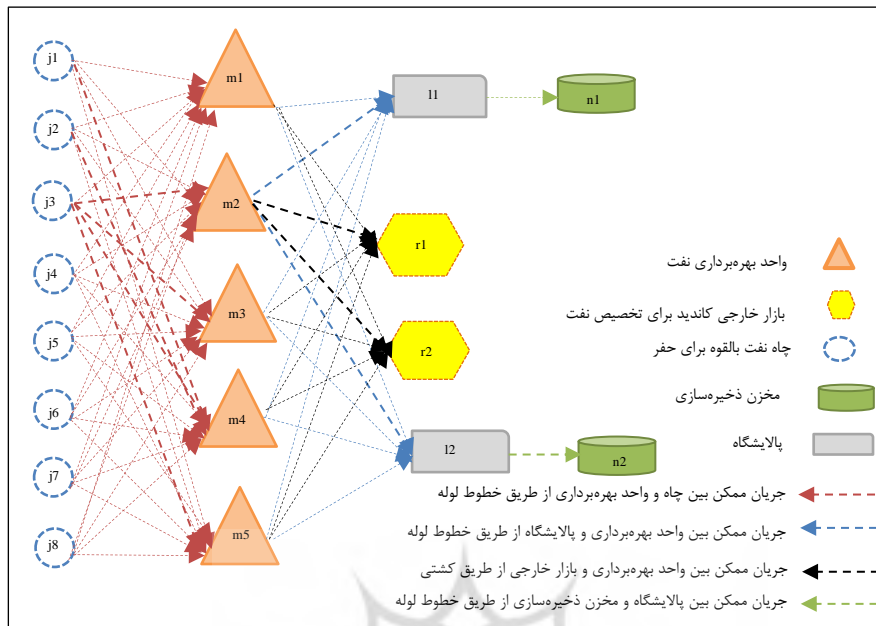 j1
j2
j3
j4
j5
j6
j7
j8
m1
m2
m3
m4
m5
l1
r1
r2
l2
n1
n2
واحد بهره‌برداری نفت
بازار خارجی کاندید برای تخصیص نفت
چاه نفت بالقوه برای حفر
مخزن ذخیره‌سازی
پالایشگاه
جریان ممکن بین چاه و واحد بهره‌برداری از طریق خطوط لوله
جریان ممکن بین واحد بهره‌برداری و پالایشگاه از طریق خطوط لوله
جریان ممکن بین واحد بهره‌برداری و بازار خارجی از طریق کشتی
جریان ممکن بین پالایشگاه و مخزن ذخیره‌سازی از طریق خطوط لوله